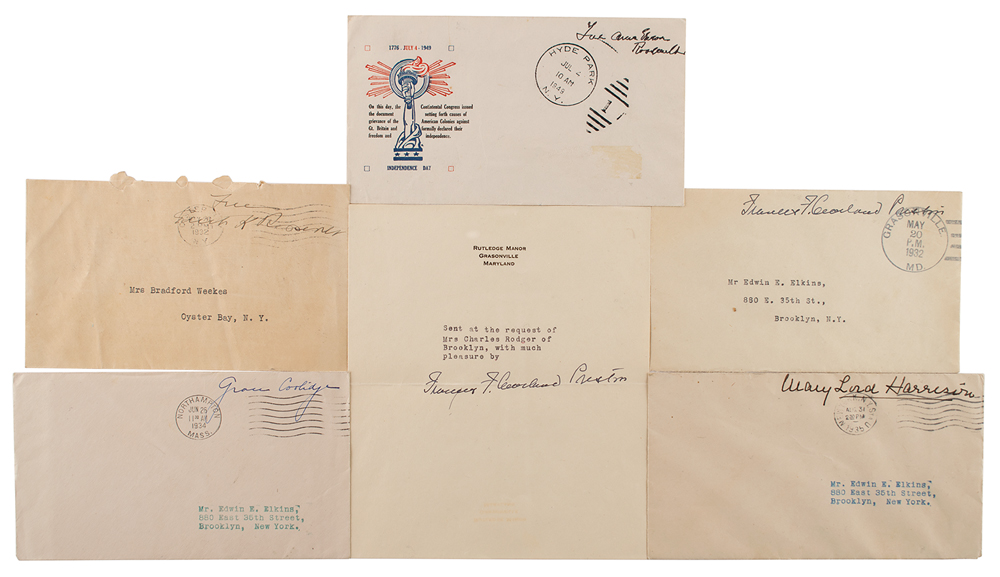 1776 · JULY 4 · 1949
On this day, the Continental Congress issued
the document setting forth causes of
grievance of the American Colonies against
Gt. Britain and formally declared their
freedom and independence.
INDEPENDENCE DAY
HYDE PARK
JUL 2
10 AM
1949
N.Y.
1
Roosevelt
Free
Edith K Roosevelt
1932
N.Y.
Mrs Bradford Weekes
Oyster Bay, N. Y.
RUTLEDGE MANOR
GRASONVILLE
MARYLAND
Sent at the request of
Mrs Charles Rodger of
Brooklyn, with much
pleasure by
Frances F. Cleveland Preston
Frances F. Cleveland Preston
GRASONVILLE
MAY
20
P.M.
1932
MD.
Mr Edwin E. Elkins,
880 E. 35th St.,
Brooklyn, N.Y.
Grace Coolidge
NORTHAMPTON
JUN 25
11 AM
1934
MASS.
Mr. Edwin E. Elkins,
880 East 35th Street,
Brooklyn, New York.
Mary Lord Harrison
Mr. Edwin E. Elkins,
880 East 35th Street,
Brooklyn, New York.